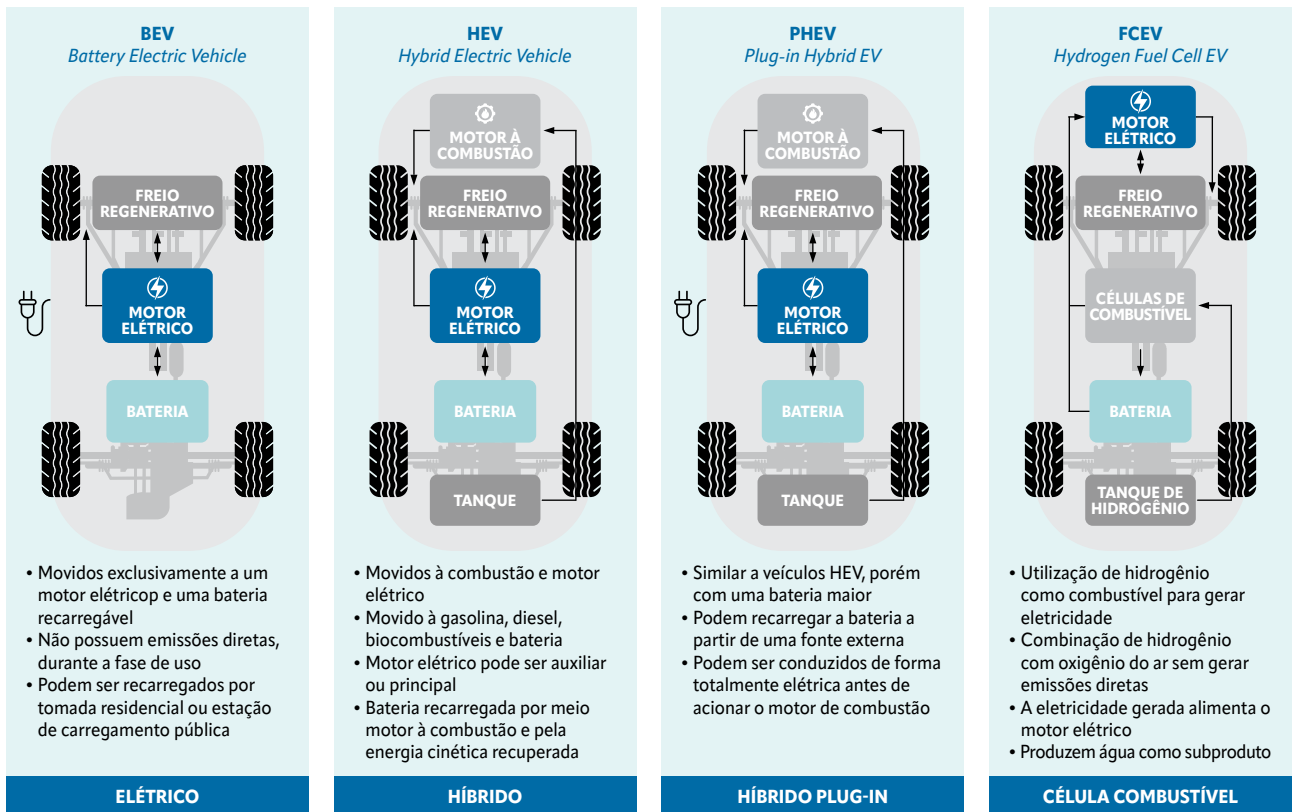 BEV
Battery Electric Vehicle
FREIO
REGENERATIVO
MOTOR
ELÉTRICO
BATERIA
• Movidos exclusivamente a um
motor elétricop e uma bateria
recarregável
• Não possuem emissões diretas,
durante a fase de uso
• Podem ser recarregados por
tomada residencial ou estação
de carregamento pública
ELÉTRICO
HEV
Hybrid Electric Vehicle
MOTOR À
COMBUSTÃO
FREIO
REGENERATIVO
MOTOR
ELÉTRICO
BATERIA
TANQUE
• Movidos à combustão e motor
elétrico
• Movido à gasolina, diesel,
biocombustíveis e bateria
• Motor elétrico pode ser auxiliar
ou principal
• Bateria recarregada por meio
motor à combustão e pela
energia cinética recuperada
HÍBRIDO
PHEV
Plug-in Hybrid EV
MOTOR À
COMBUSTÃO
FREIO
REGENERATIVO
MOTOR
ELÉTRICO
BATERIA
TANQUE
• Similar a veículos HEV, porém
com uma bateria maior
• Podem recarregar a bateria a
partir de uma fonte externa
• Podem ser conduzidos de forma
totalmente elétrica antes de
acionar o motor de combustão
HÍBRIDO PLUG-IN
FCEV
Hydrogen Fuel Cell EV
MOTOR
ELÉTRICO
FREIO
REGENERATIVO
CÉLULAS DE
COMBUSTÍVEL
BATERIA
TANQUE DE
HIDROGÊNIO
• Utilização de hidrogênio
como combustível para gerar
eletricidade
• Combinação de hidrogênio
com oxigênio do ar sem gerar
emissões diretas
• A eletricidade gerada alimenta o
motor elétrico
• Produzem água como subproduto
CÉLULA COMBUSTÍVEL